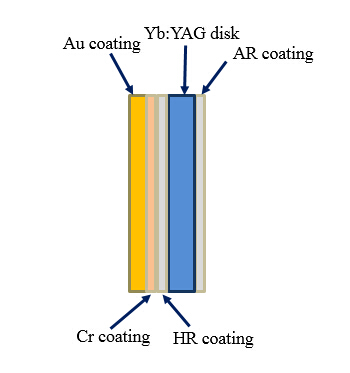 Au coating
Yb:YAG disk
AR coating
Cr coating
HR coating